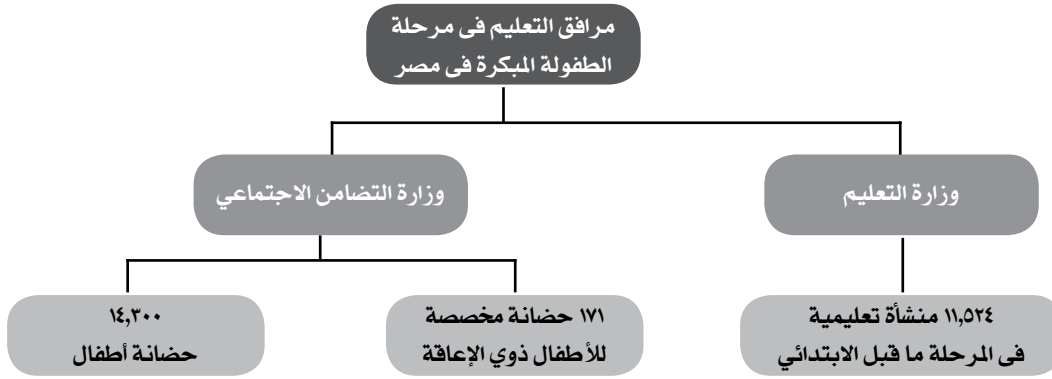 مرافق التعليم فى مرحلة
الطفولة المبكرة فى مصر
وزارة التعليم
وزارة التضامن الاجتماعي
١١,٥٢٤ منشأة تعليمية
فى المرحلة ما قبل الابتدائي
١٧١ حضانة مخصصة
للأطفال ذوي الإعاقة
١٤,٣٠٠
حضانة أطفال